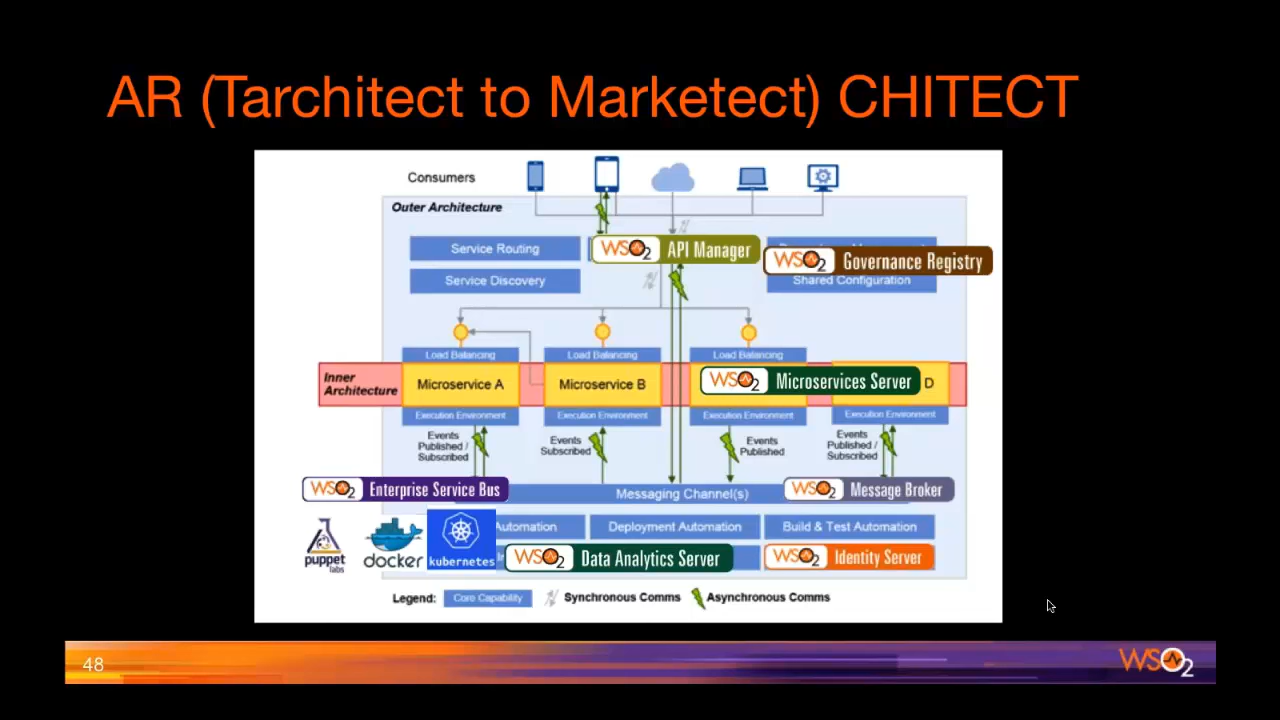 AR (Tarchitect to Marketect) CHITECT
Consumers
Outer Architecture
Service Routing
WSO2 API Manager
WSO2 Governance Registry
Service Discovery
Shared Configuration
Load Balancing
Load Balancing
Load Balancing
Inner
Architecture
Microservice A
Microservice B
WSO2 Microservices Server
D
Execution Environment
Execution Environment
Execution Environment
Execution Environment
Events
Published /
Subscribed
Events
Subscribed
Events
Published
Events
Published /
Subscribed
WSO2 Enterprise Service Bus
Messaging Channel(s)
WSO2 Message Broker
puppet
labs
docker
kubernetes
Automation
Deployment Automation
Build & Test Automation
WSO2 Data Analytics Server
WSO2 Identity Server
Legend:
Core Capability
Synchronous Comms
Asynchronous Comms
48
WSO2